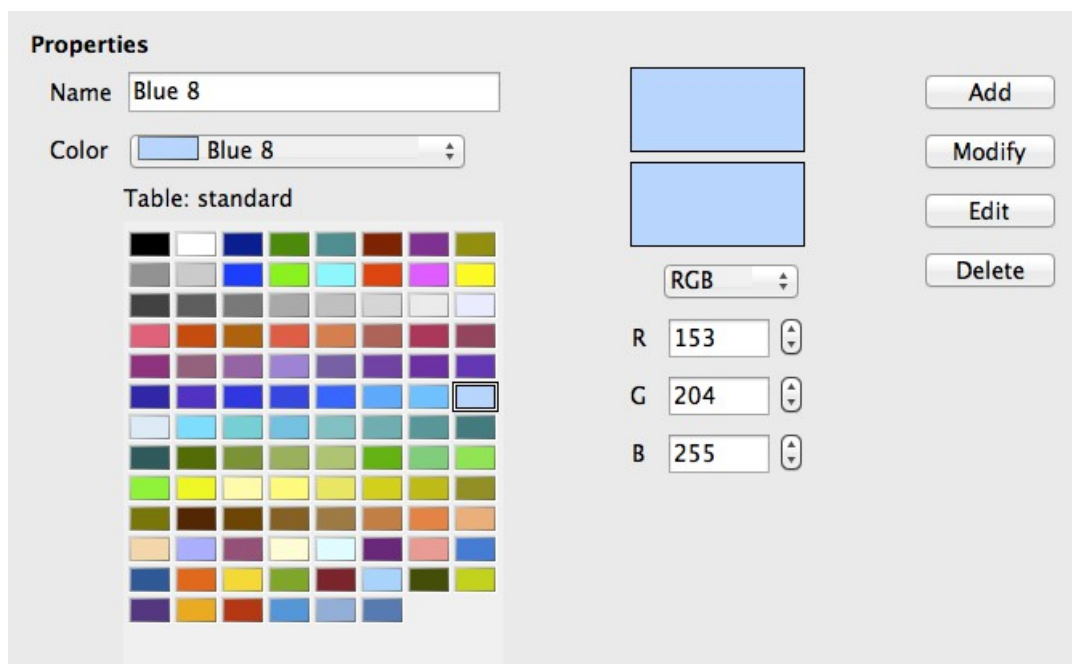 Properties
Name Blue 8
Color Blue 8
Table: standard
RGB
R 153
G 204
B 255
Add
Modify
Edit
Delete